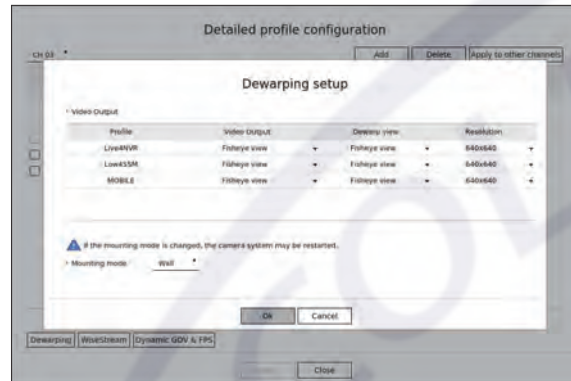 Detailed profile configuration
CH 03
Add Delete Apply to other channels
Dewarping setup
Video Output
Profile Video Output Dewarp view Resolution
Live4NVR Fisheye view Fisheye view 640x640
Low4SSM Fisheye view Fisheye view 640x640
MOBILE Fisheye view Fisheye view 640x640
If the mounting mode is changed, the camera system may be restarted.
Mounting mode Wall
Ok Cancel
Dewarping WiseStream Dynamic GOV & FPS
Close